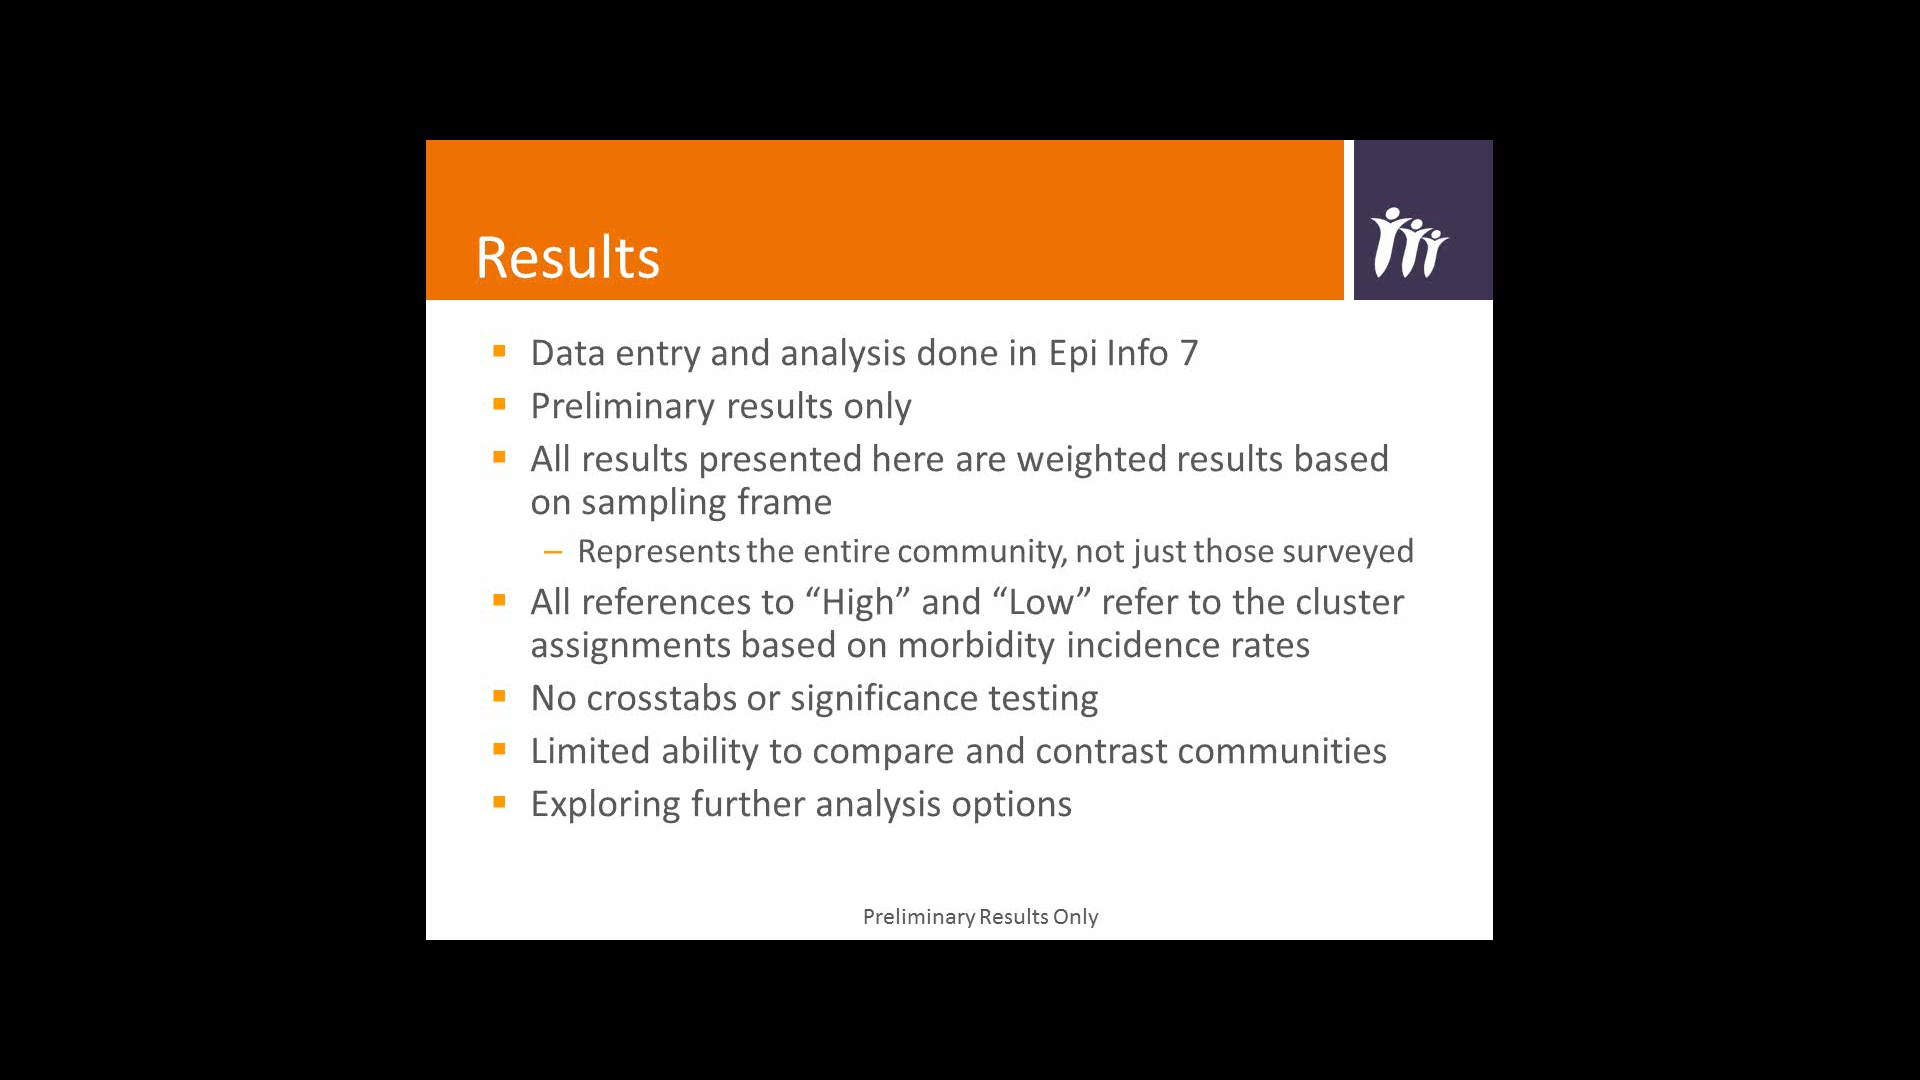 Results
▪ Data entry and analysis done in Epi Info 7
▪ Preliminary results only
▪ All results presented here are weighted results based
on sampling frame
– Represents the entire community, not just those surveyed
▪ All references to “High” and “Low” refer to the cluster
assignments based on morbidity incidence rates
▪ No crosstabs or significance testing
▪ Limited ability to compare and contrast communities
▪ Exploring further analysis options
Preliminary Results Only